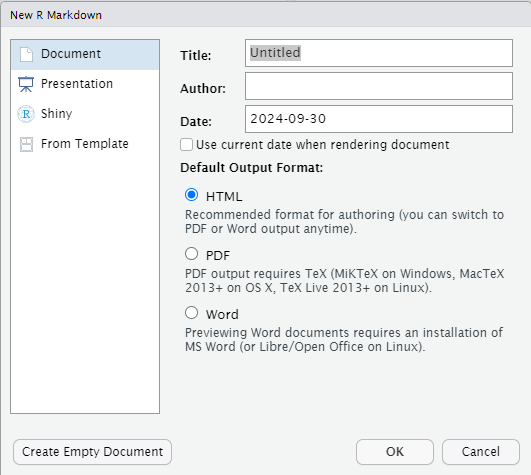 New R Markdown
Document
Presentation
R Shiny
From Template
Title: Untitled
Author:
Date: 2024-09-30
Use current date when rendering document
Default Output Format:
HTML
Recommended format for authoring (you can switch to
PDF or Word output anytime).
PDF
PDF output requires TeX (MiKTeX on Windows, MacTeX
2013+ on OS X, TeX Live 2013+ on Linux).
Word
Previewing Word documents requires an installation of
MS Word (or Libre/Open Office on Linux).
Create Empty Document
OK
Cancel